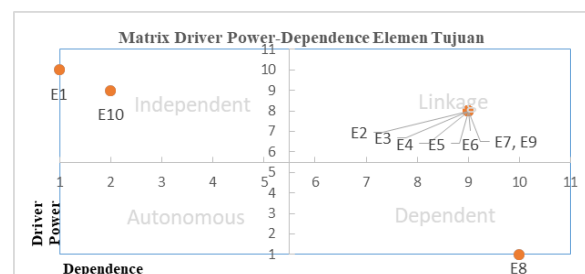 Matrix Driver Power-Dependence Elemen Tujuan
11
10
9
8
7
6
5
4
3
2
1
1 2 3 4 5 6 7 8 9 10 11
Independent
Linkage
Autonomous
Dependent
E1
E10
E2
E3
E4
E5
E6
E7, E9
E8
Driver
Power
Dependence